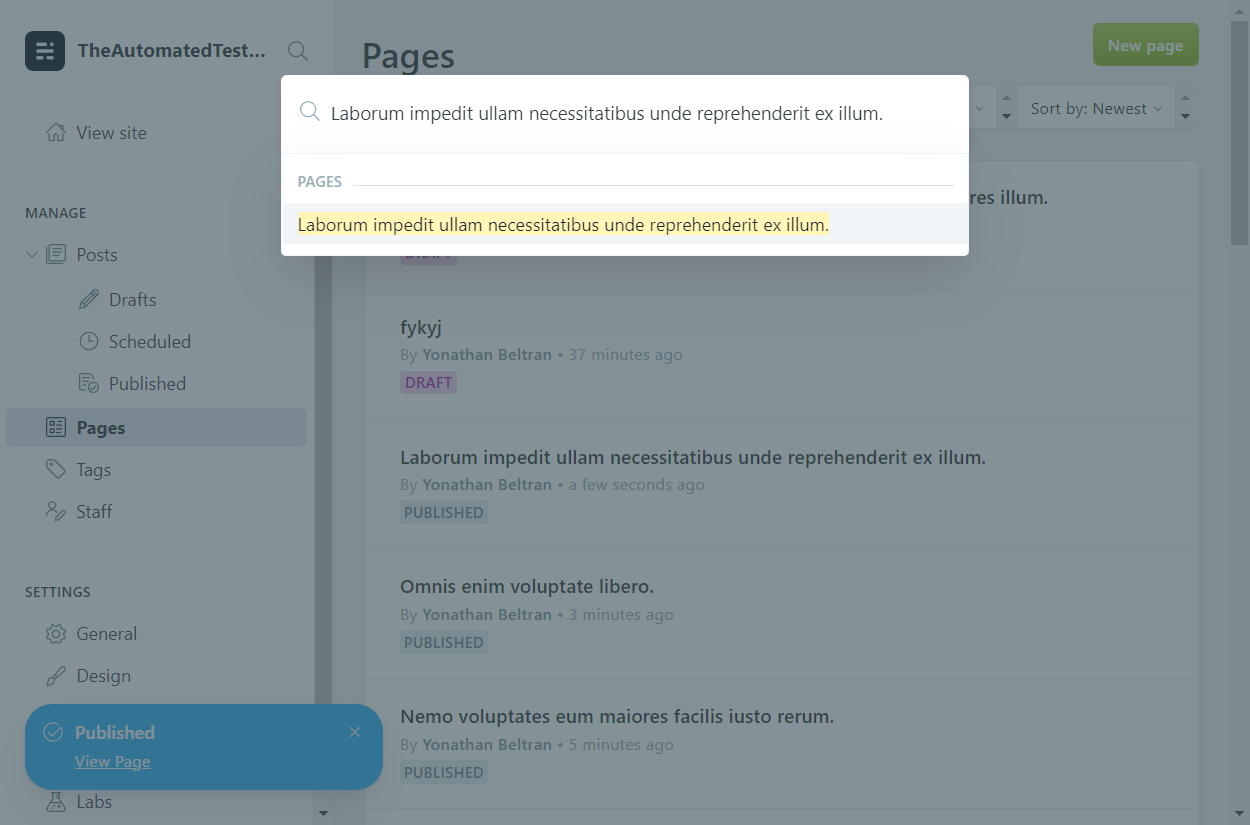 TheAutomatedTest...
View site
MANAGE
Posts
Drafts
Scheduled
Published
Pages
Tags
Staff
SETTINGS
General
Design
Published
View Page
Labs
Pages
New page
Sort by: Newest
Laborum impedit ullam necessitatibus unde reprehenderit ex illum.
PAGES
Laborum impedit ullam necessitatibus unde reprehenderit ex illum.
res illum.
DRAFT
fykyj
By Yonathan Beltran • 37 minutes ago
DRAFT
Laborum impedit ullam necessitatibus unde reprehenderit ex illum.
By Yonathan Beltran • a few seconds ago
PUBLISHED
Omnis enim voluptate libero.
By Yonathan Beltran • 3 minutes ago
PUBLISHED
Nemo voluptates eum maiores facilis iusto rerum.
By Yonathan Beltran • 5 minutes ago
PUBLISHED